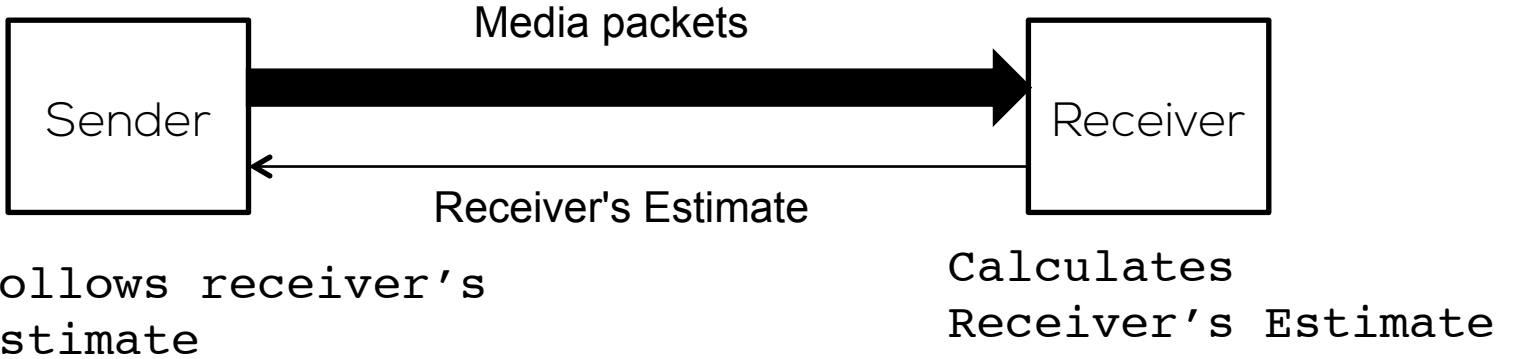 Media packets
Sender
Receiver
Receiver's Estimate
ollows receiver’s
stimate
Calculates
Receiver’s Estimate